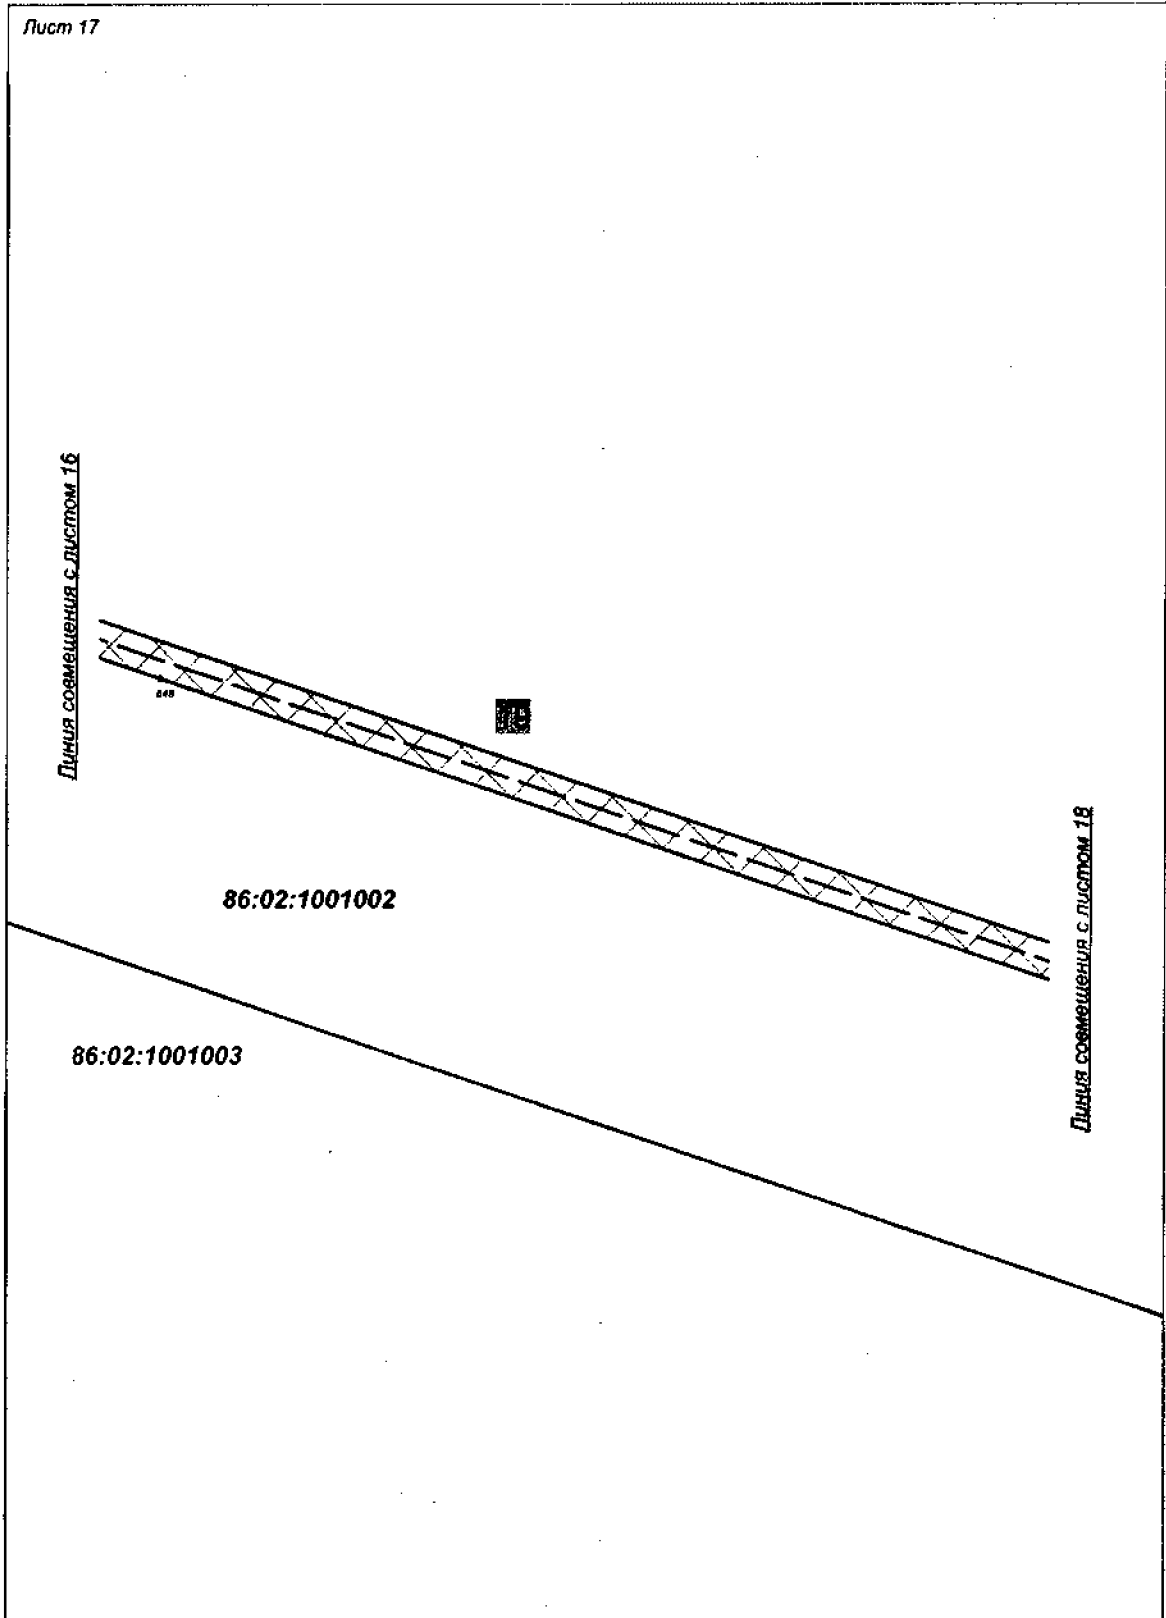 Лист 17
Линия совмещения с листом 16
Линия совмещения с листом 18
86:02:1001002
86:02:1001003